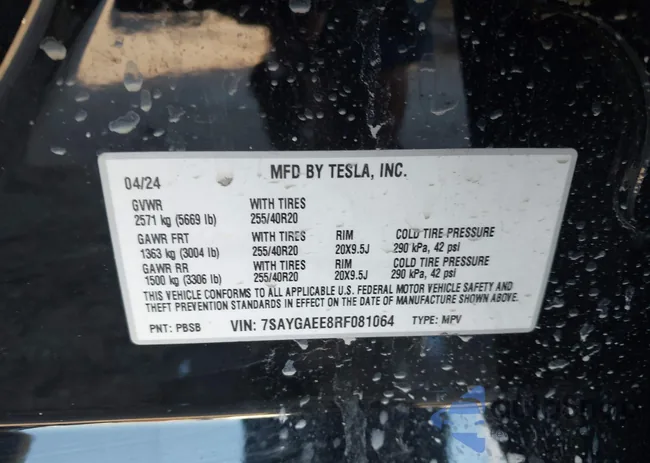 MFD BY TESLA, INC.
04/24
GVWR WITH TIRES
2571 kg (5669 lb) 255/40R20
GAWR FRT WITH TIRES RIM COLD TIRE PRESSURE
1363 kg (3004 lb) 255/40R20 20X9.5J 290 kPa, 42 psi
GAWR RR WITH TIRES RIM COLD TIRE PRESSURE
1500 kg (3306 lb) 255/40R20 20X9.5J 290 kPa, 42 psi
THIS VEHICLE CONFORMS TO ALL APPLICABLE U.S. FEDERAL MOTOR VEHICLE SAFETY AND
THEFT PREVENTION STANDARDS IN EFFECT ON THE DATE OF MANUFACTURE SHOWN ABOVE.
PNT: PBSB VIN: 7SAYGAEE8RF081064 TYPE: MPV